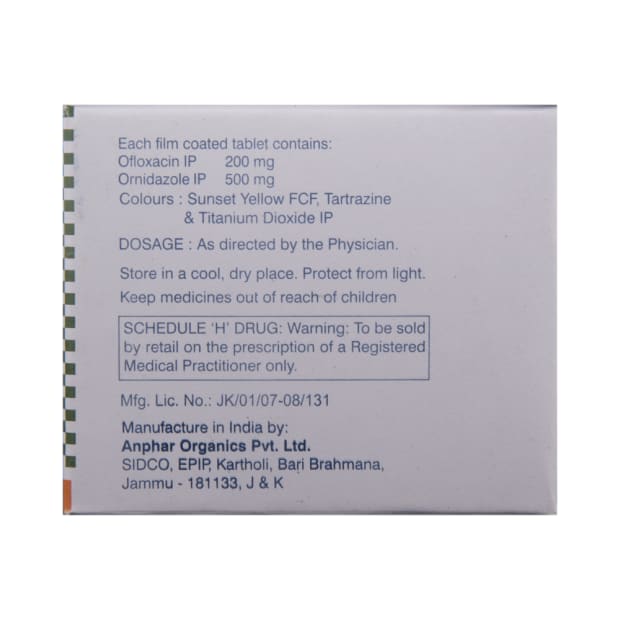 Each film coated tablet contains:
Ofloxacin IP 200 mg
Ornidazole IP 500 mg
Colours : Sunset Yellow FCF, Tartrazine
& Titanium Dioxide IP
DOSAGE : As directed by the Physician.
Store in a cool, dry place. Protect from light.
Keep medicines out of reach of children
SCHEDULE 'H' DRUG: Warning: To be sold
by retail on the prescription of a Registered
Medical Practitioner only.
Mfg. Lic. No.: JK/01/07-08/131
Manufacture in India by:
Anphar Organics Pvt. Ltd.
SIDCO, EPIP, Kartholi, Bari Brahmana,
Jammu - 181133, J & K